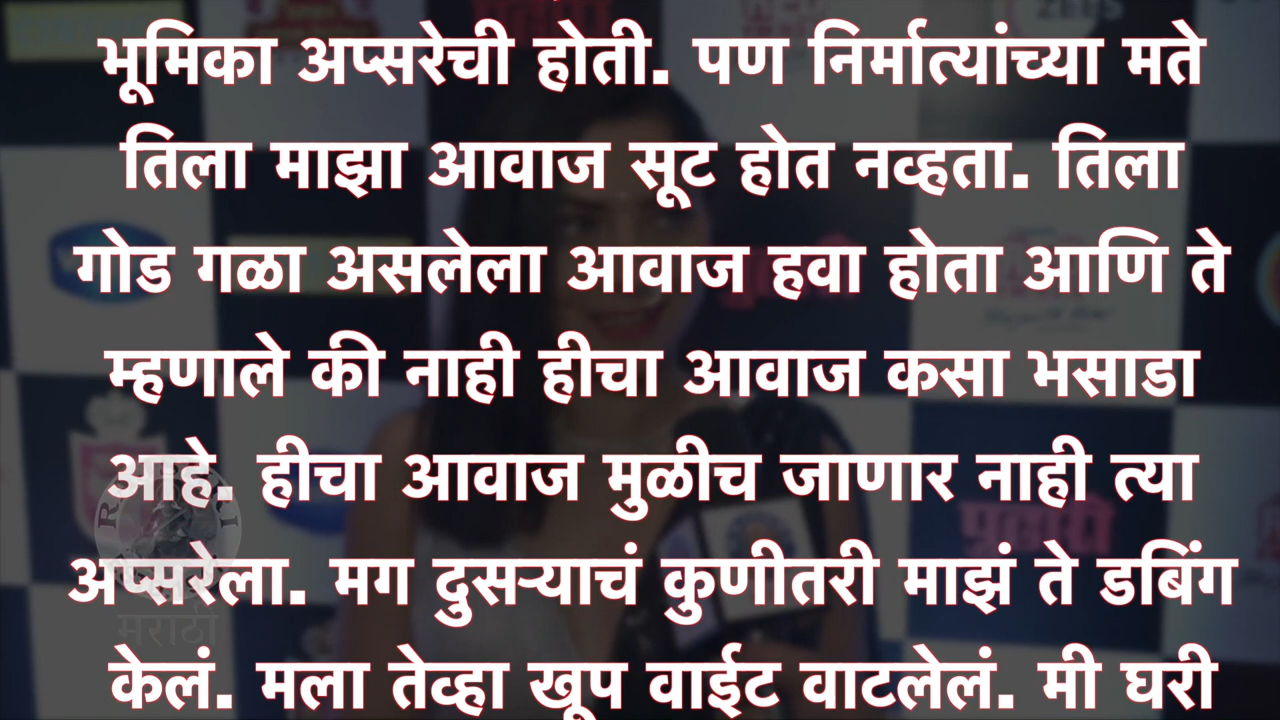 भूमिका अप्सरेची होती. पण निर्मात्यांच्या मते
तिला माझा आवाज सूट होत नव्हता. तिला
गोड गळा असलेला आवाज हवा होता आणि ते
म्हणाले की नाही हीचा आवाज कसा भसाडा
आहे. हीचा आवाज मुळीच जाणार नाही त्या
अप्सरेला. मग दुसऱ्याचं कुणीतरी माझं ते डबिंग
केलं. मला तेव्हा खूप वाईट वाटलेलं. मी घरी
मराठी